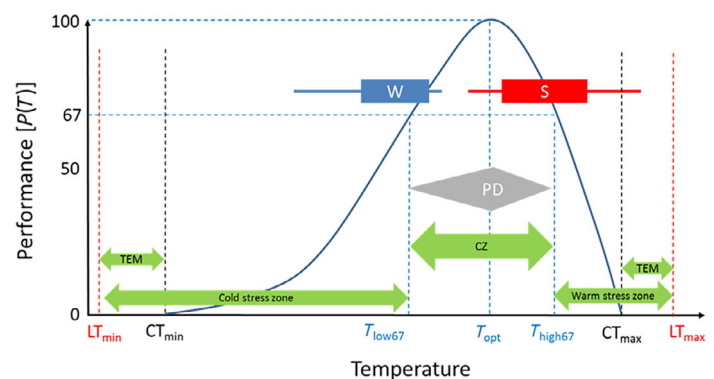 100
W
S
67
50
PD
CZ
TEM
TEM
Cold stress zone
Warm stress zone
0
LTmin
CTmin
Tlow67
Topt
Thigh67
CTmax
LTmax
Performance [P(T)]
Temperature